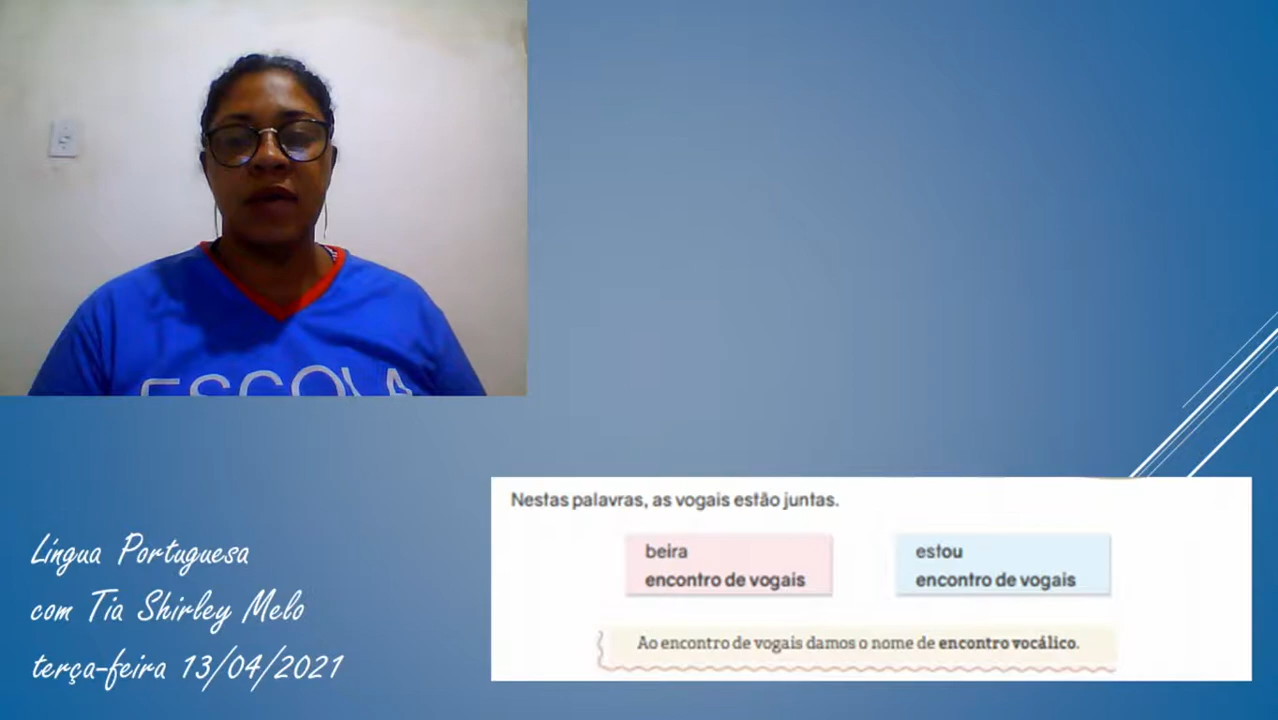 ESCOLA
Língua Portuguesa
com Tia Shirley Melo
terça-feira 13/04/2021
Nestas palavras, as vogais estão juntas.
beira
encontro de vogais
estou
encontro de vogais
Ao encontro de vogais damos o nome de encontro vocálico.